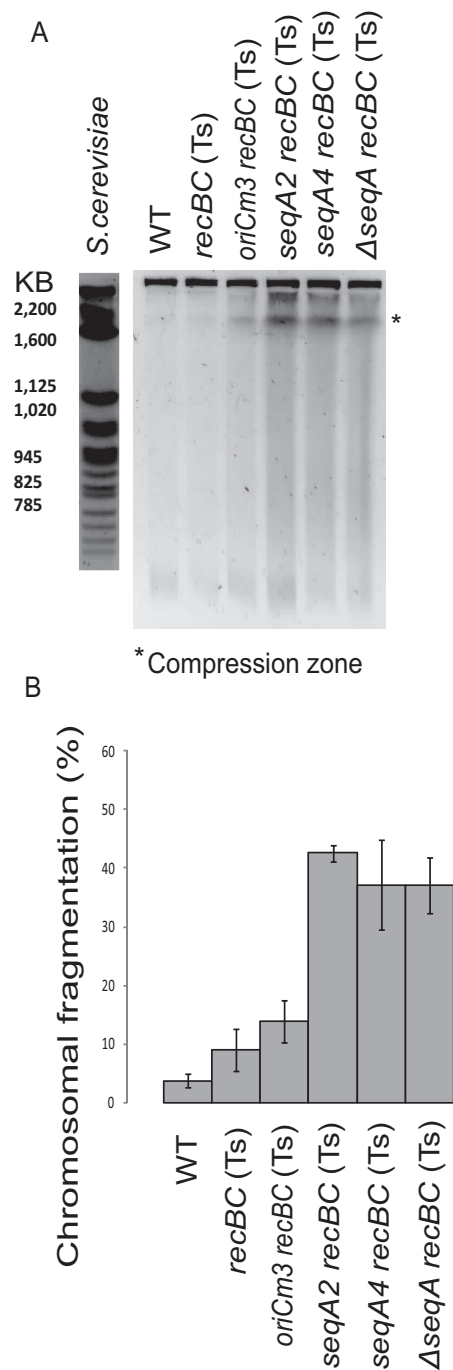 A
S.cerevisiae
WT
recBC (Ts)
oriCm3 recBC (Ts)
seqA2 recBC (Ts)
seqA4 recBC (Ts)
ΔseqA recBC (Ts)
KB
2,200
1,600
1,125
1,020
945
825
785
*
* Compression zone
B
Chromosomal fragmentation (%)
60
50
40
30
20
10
0
WT
recBC (Ts)
oriCm3 recBC (Ts)
seqA2 recBC (Ts)
seqA4 recBC (Ts)
ΔseqA recBC (Ts)